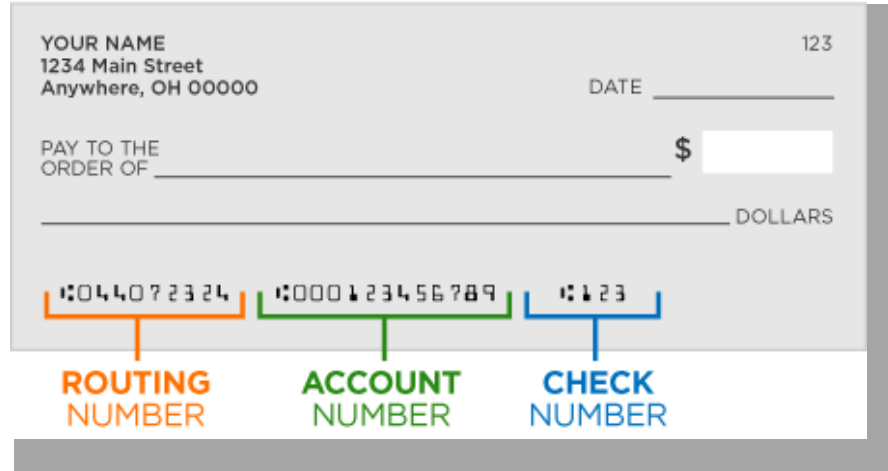 YOUR NAME
123
1234 Main Street
Anywhere, OH 00000
DATE
PAY TO THE
ORDER OF
$
DOLLARS
⑆044072324 ⑆000123456789 ⑆123
ROUTING ACCOUNT CHECK
NUMBER NUMBER NUMBER